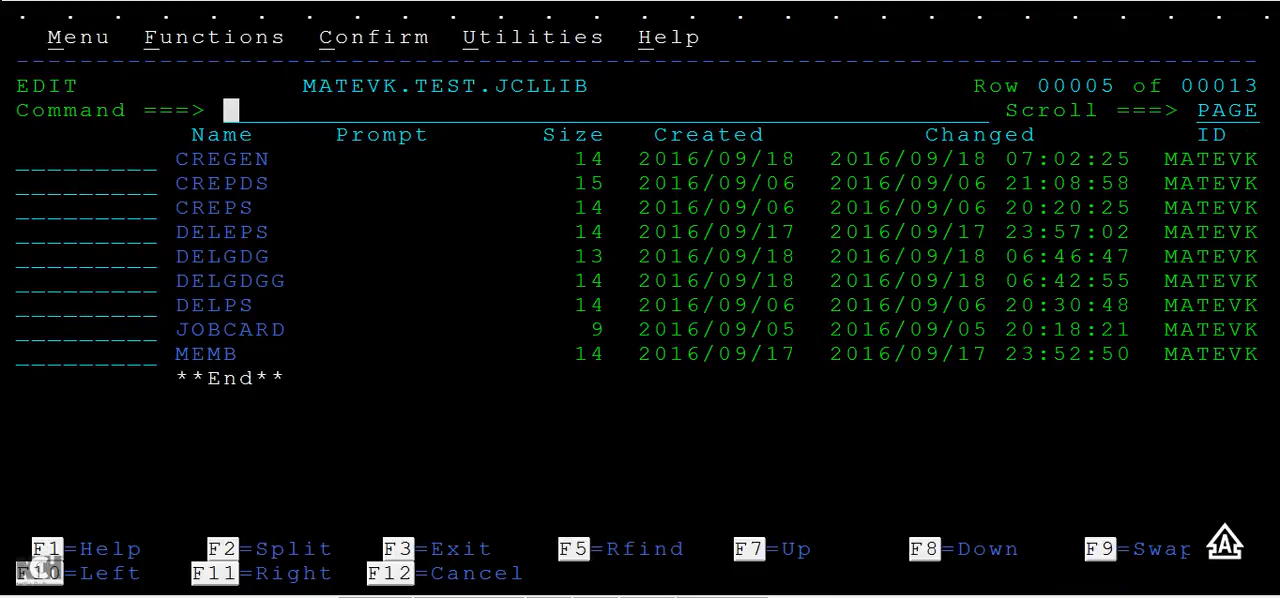 Menu Functions Confirm Utilities Help
EDIT MATEVK.TEST.JCLLIB Row 00005 of 00013
Command ===> Scroll ===> PAGE
Name Prompt Size Created Changed ID
CREGEN 14 2016/09/18 2016/09/18 07:02:25 MATEVK
CREPDS 15 2016/09/06 2016/09/06 21:08:58 MATEVK
CREPS 14 2016/09/06 2016/09/06 20:20:25 MATEVK
DELEPS 14 2016/09/17 2016/09/17 23:57:02 MATEVK
DELGDG 13 2016/09/18 2016/09/18 06:46:47 MATEVK
DELGDGG 14 2016/09/18 2016/09/18 06:42:55 MATEVK
DELPS 14 2016/09/06 2016/09/06 20:30:48 MATEVK
JOBCARD 9 2016/09/05 2016/09/05 20:18:21 MATEVK
MEMB 14 2016/09/17 2016/09/17 23:52:50 MATEVK
**End**
F1=Help F2=Split F3=Exit F5=Rfind F7=Up F8=Down F9=Swap
F10=Left F11=Right F12=Cancel